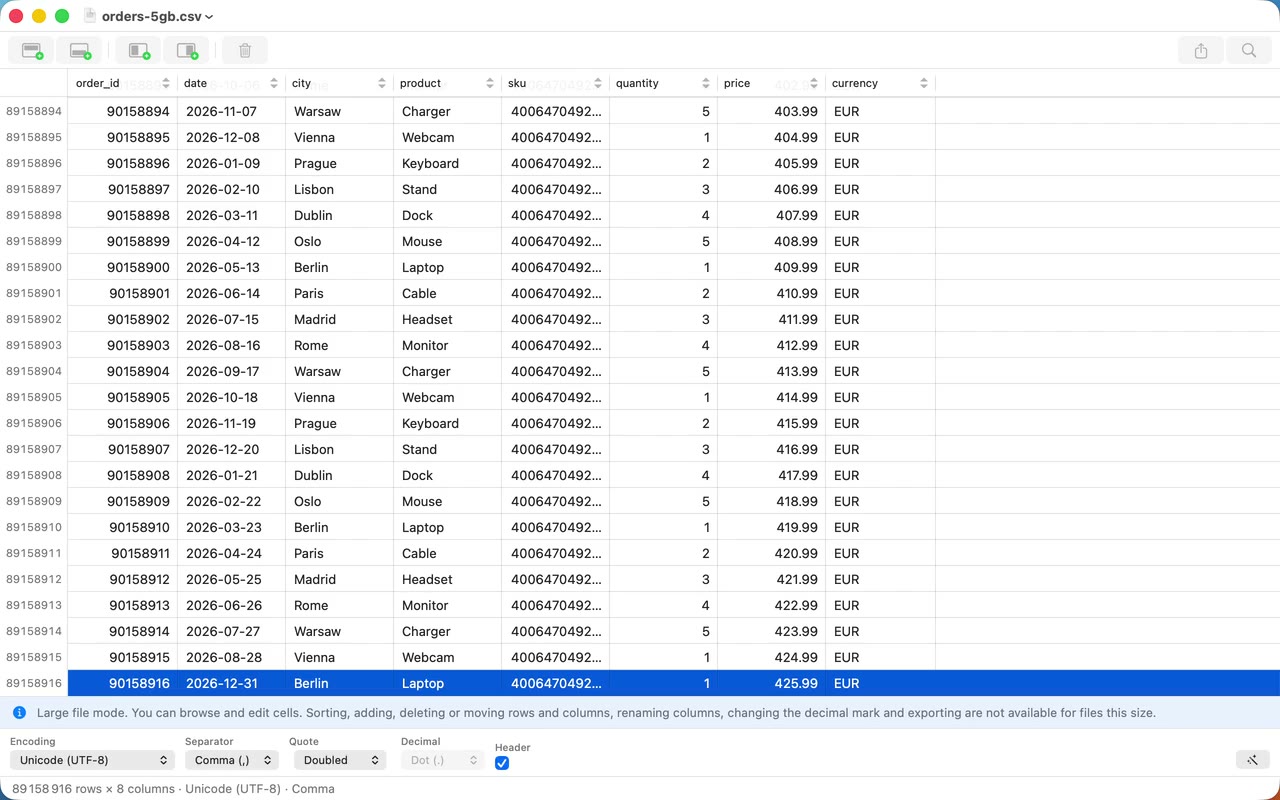 orders-5gb.csv
order_id date city product sku quantity price currency
89158894 90158894 2026-11-07 Warsaw Charger 4006470492... 5 403.99 EUR
89158895 90158895 2026-12-08 Vienna Webcam 4006470492... 1 404.99 EUR
89158896 90158896 2026-01-09 Prague Keyboard 4006470492... 2 405.99 EUR
89158897 90158897 2026-02-10 Lisbon Stand 4006470492... 3 406.99 EUR
89158898 90158898 2026-03-11 Dublin Dock 4006470492... 4 407.99 EUR
89158899 90158899 2026-04-12 Oslo Mouse 4006470492... 5 408.99 EUR
89158900 90158900 2026-05-13 Berlin Laptop 4006470492... 1 409.99 EUR
89158901 90158901 2026-06-14 Paris Cable 4006470492... 2 410.99 EUR
89158902 90158902 2026-07-15 Madrid Headset 4006470492... 3 411.99 EUR
89158903 90158903 2026-08-16 Rome Monitor 4006470492... 4 412.99 EUR
89158904 90158904 2026-09-17 Warsaw Charger 4006470492... 5 413.99 EUR
89158905 90158905 2026-10-18 Vienna Webcam 4006470492... 1 414.99 EUR
89158906 90158906 2026-11-19 Prague Keyboard 4006470492... 2 415.99 EUR
89158907 90158907 2026-12-20 Lisbon Stand 4006470492... 3 416.99 EUR
89158908 90158908 2026-01-21 Dublin Dock 4006470492... 4 417.99 EUR
89158909 90158909 2026-02-22 Oslo Mouse 4006470492... 5 418.99 EUR
89158910 90158910 2026-03-23 Berlin Laptop 4006470492... 1 419.99 EUR
89158911 90158911 2026-04-24 Paris Cable 4006470492... 2 420.99 EUR
89158912 90158912 2026-05-25 Madrid Headset 4006470492... 3 421.99 EUR
89158913 90158913 2026-06-26 Rome Monitor 4006470492... 4 422.99 EUR
89158914 90158914 2026-07-27 Warsaw Charger 4006470492... 5 423.99 EUR
89158915 90158915 2026-08-28 Vienna Webcam 4006470492... 1 424.99 EUR
89158916 90158916 2026-12-31 Berlin Laptop 4006470492... 1 425.99 EUR
Large file mode. You can browse and edit cells. Sorting, adding, deleting or moving rows and columns, renaming columns, changing the decimal mark and exporting are not available for files this size.
Encoding Separator Quote Decimal Header
Unicode (UTF-8) Comma (,) Doubled Dot (.)
89 158 916 rows × 8 columns · Unicode (UTF-8) · Comma